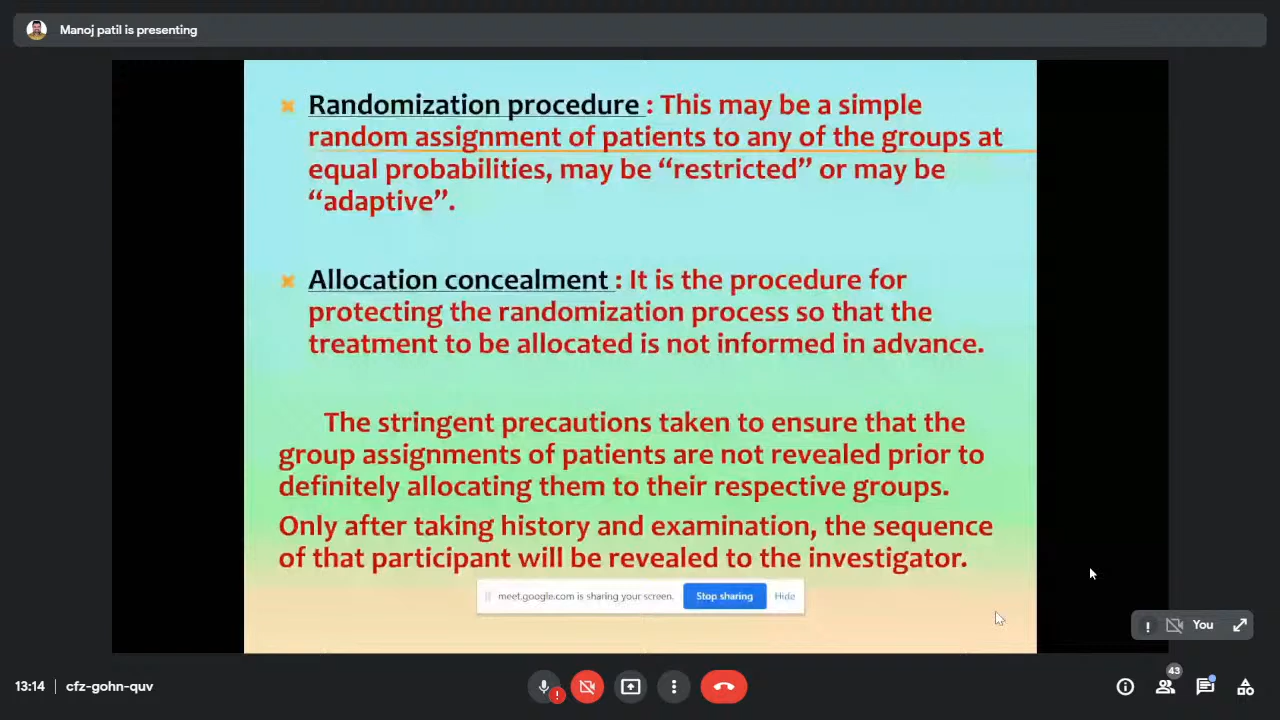 Manoj patil is presenting
Randomization procedure : This may be a simple
random assignment of patients to any of the groups at
equal probabilities, may be “restricted” or may be
“adaptive”.
Allocation concealment : It is the procedure for
protecting the randomization process so that the
treatment to be allocated is not informed in advance.
The stringent precautions taken to ensure that the
group assignments of patients are not revealed prior to
definitely allocating them to their respective groups.
Only after taking history and examination, the sequence
of that participant will be revealed to the investigator.
meet.google.com is sharing your screen. Stop sharing Hide
You
13:14 | cfz-gohn-quv
43